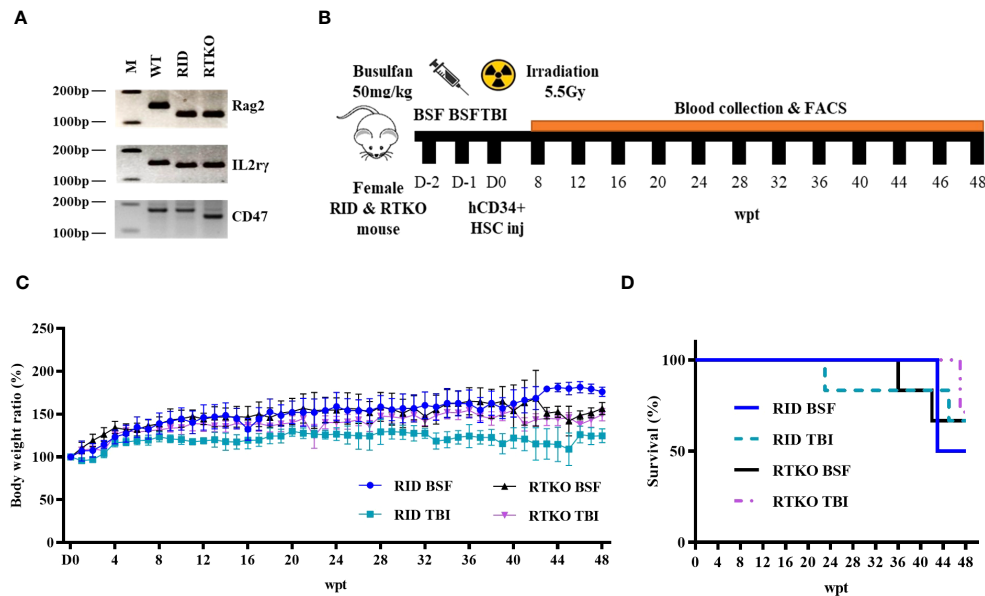 A
M WT RID RTKO
200bp
100bp
Rag2
200bp
100bp
IL2rγ
200bp
100bp
CD47
B
Busulfan
50mg/kg
Irradiation
5.5Gy
Blood collection & FACS
BSF BSF TBI
D-2 D-1 D0 8 12 16 20 24 28 32 36 40 44 46 48
Female
RID & RTKO
mouse
hCD34+
HSC inj
wpt
C
Body weight ratio (%)
250
200
150
100
50
0
RID BSF
RID TBI
RTKO BSF
RTKO TBI
D0 4 8 12 16 20 24 28 32 36 40 44 48
wpt
D
Survival (%)
100
50
0
RID BSF
RID TBI
RTKO BSF
RTKO TBI
0 4 8 12 16 20 24 28 32 36 40 44 48
wpt